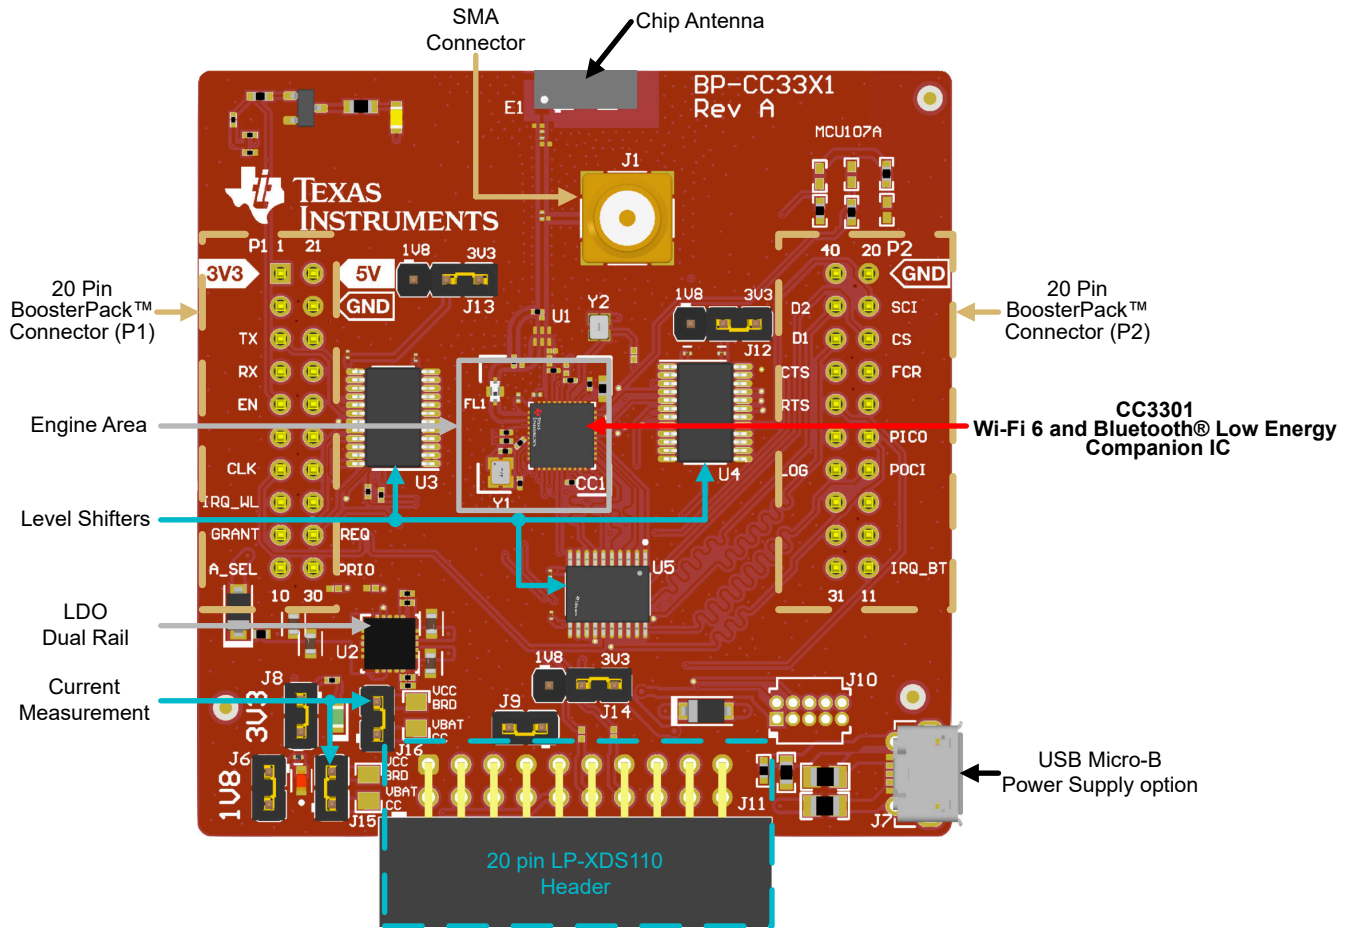 SMA
Connector
Chip Antenna
E1
BP-CC33X1
Rev A
MCU107A
J1
TEXAS
INSTRUMENTS
P1 1 21
3V3
5V
GND
1V8 3V3
J13
40 20 P2
GND
20 Pin
BoosterPack™
Connector (P1)
20 Pin
BoosterPack™
Connector (P2)
U1
Y2
1V8 3V3
J12
D2 SCI
D1 CS
CTS FCR
RTS
PICO
LOG POCI
IRQ_BT
31 11
TX
RX
EN
CLK
IRQ_WL
GRANT REQ
A_SEL PRIO
10 30
Engine Area
FL1
Y1
CC1
U3
U4
U5
CC3301
Wi-Fi 6 and Bluetooth® Low Energy
Companion IC
Level Shifters
LDO
Dual Rail
U2
Current
Measurement
J8
3V3
J6
1V8
VCC
BRD
VBAT
CC
J16
VCC
BRD
VBAT
CC
J15
1V8 3V3
J14
J9
J10
J11
J7
USB Micro-B
Power Supply option
20 pin LP-XDS110
Header